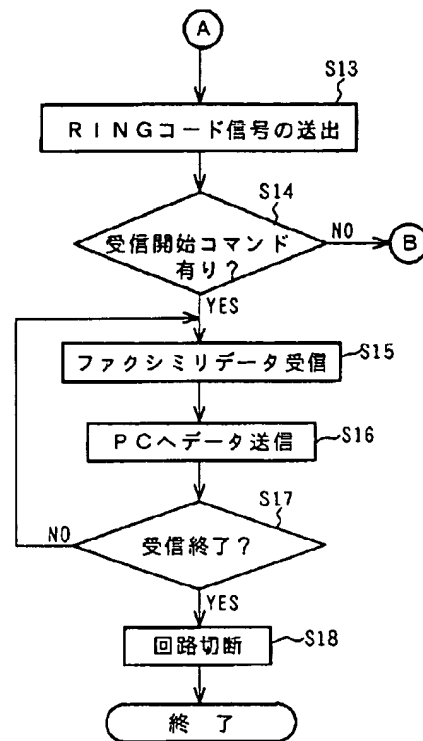 A
S13
RINGコード信号の送出
S14
受信開始コマンド
有り?
NO
B
YES
ファクシミリデータ受信
S15
PCへデータ送信
S16
S17
NO
受信終了?
YES
回路切断
S18
終了